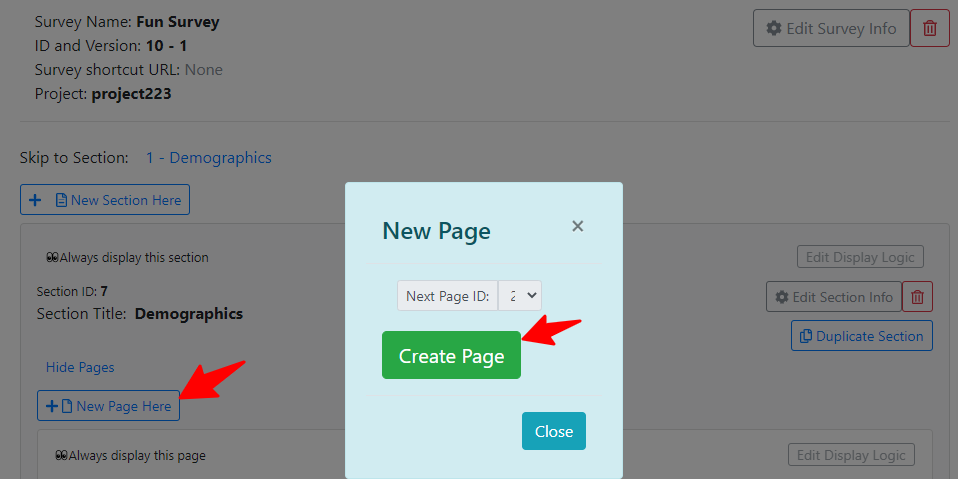 Survey Name: Fun Survey
Edit Survey Info
ID and Version: 10 - 1
Survey shortcut URL: None
Project: project223
Skip to Section: 1 - Demographics
+ New Section Here
New Page
×
Always display this section
Edit Display Logic
Section ID: 7
Next Page ID:
Edit Section Info
Section Title: Demographics
Duplicate Section
Create Page
Hide Pages
+ New Page Here
Close
Always display this page
Edit Display Logic